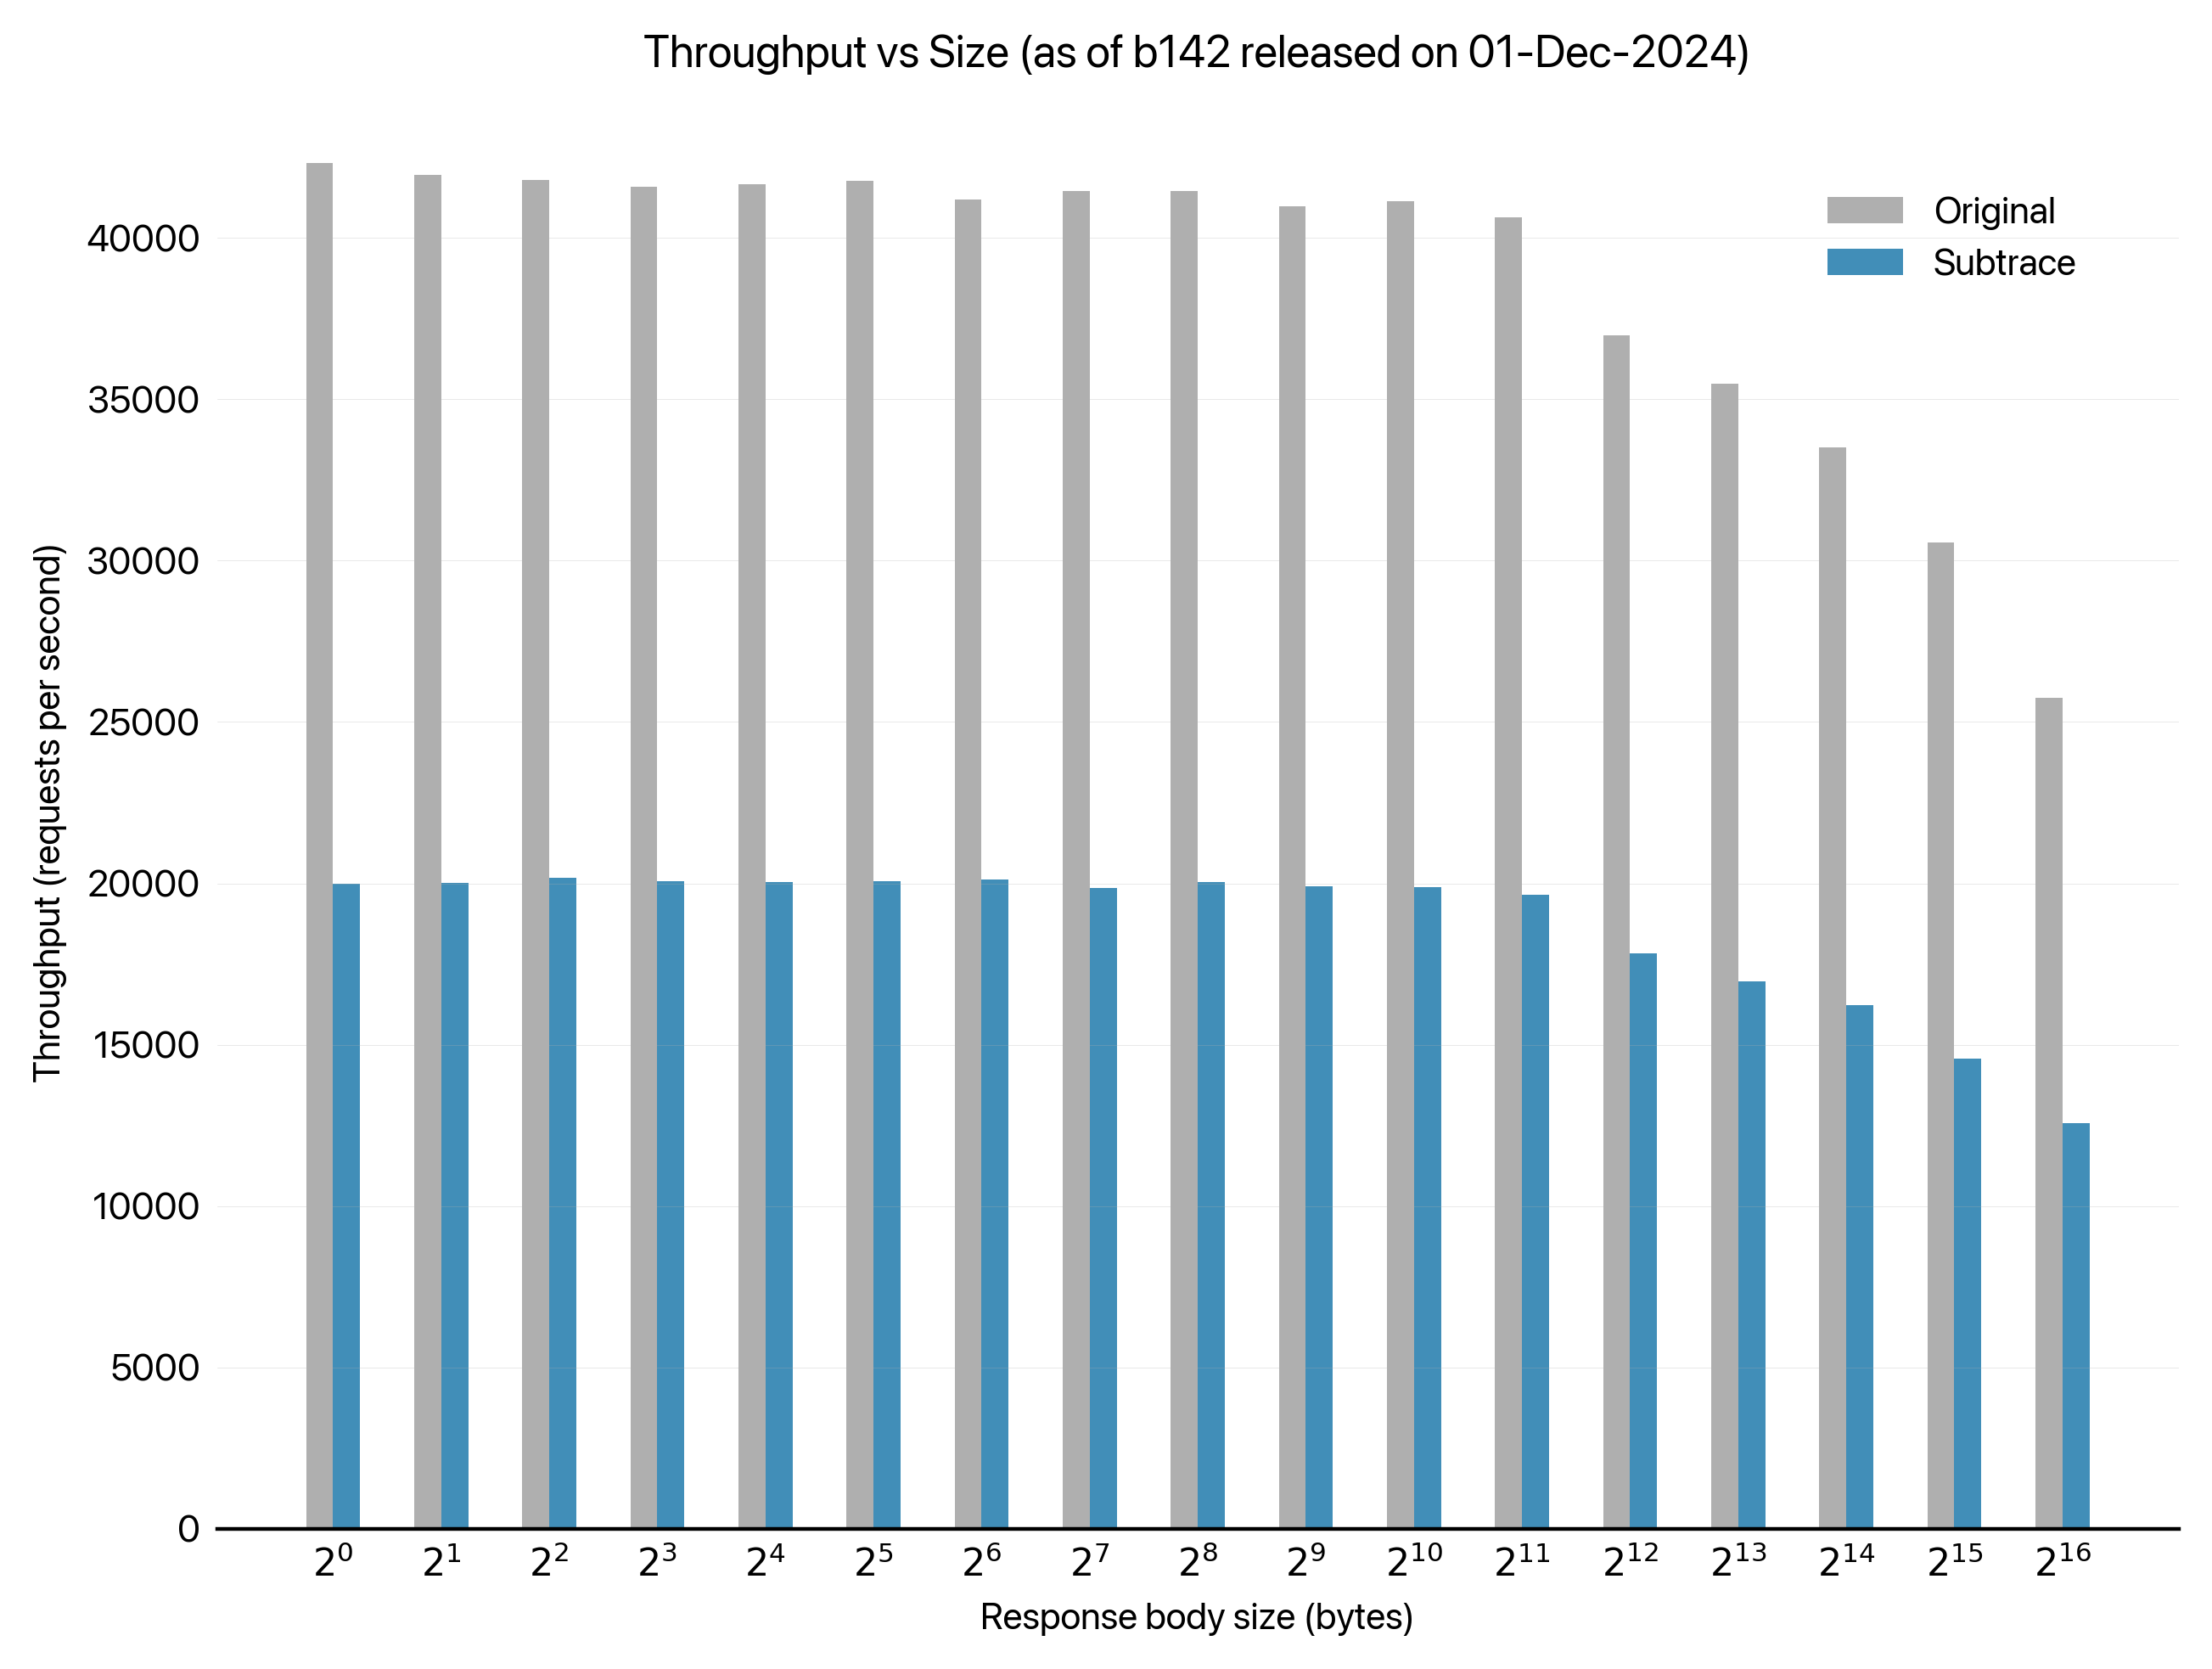 Throughput vs Size (as of b142 released on 01-Dec-2024)
Original
Subtrace
Throughput (requests per second)
40000
35000
30000
25000
20000
15000
10000
5000
0
2⁰ 2¹ 2² 2³ 2⁴ 2⁵ 2⁶ 2⁷ 2⁸ 2⁹ 2¹⁰ 2¹¹ 2¹² 2¹³ 2¹⁴ 2¹⁵ 2¹⁶
Response body size (bytes)